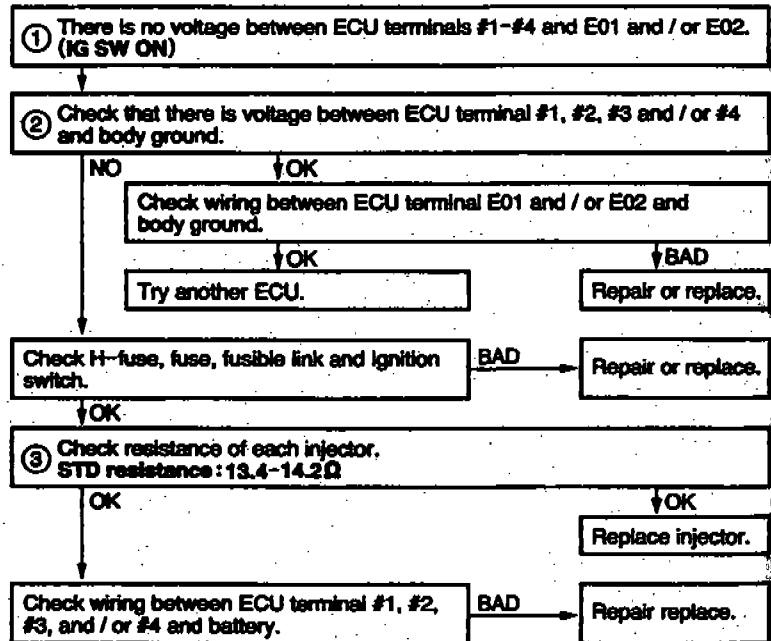 ① There is no voltage between ECU terminals #1-#4 and E01 and / or E02.
(IG SW ON)
② Check that there is voltage between ECU terminal #1, #2, #3 and / or #4
and body ground.
NO
OK
Check wiring between ECU terminal E01 and / or E02 and
body ground.
OK
BAD
Try another ECU.
Repair or replace.
Check H-fuse, fuse, fusible link and ignition
switch.
BAD
Repair or replace.
OK
③ Check resistance of each injector.
STD resistance : 13.4-14.2Ω
OK
OK
Replace injector.
Check wiring between ECU terminal #1, #2,
#3, and / or #4 and battery.
BAD
Repair replace.